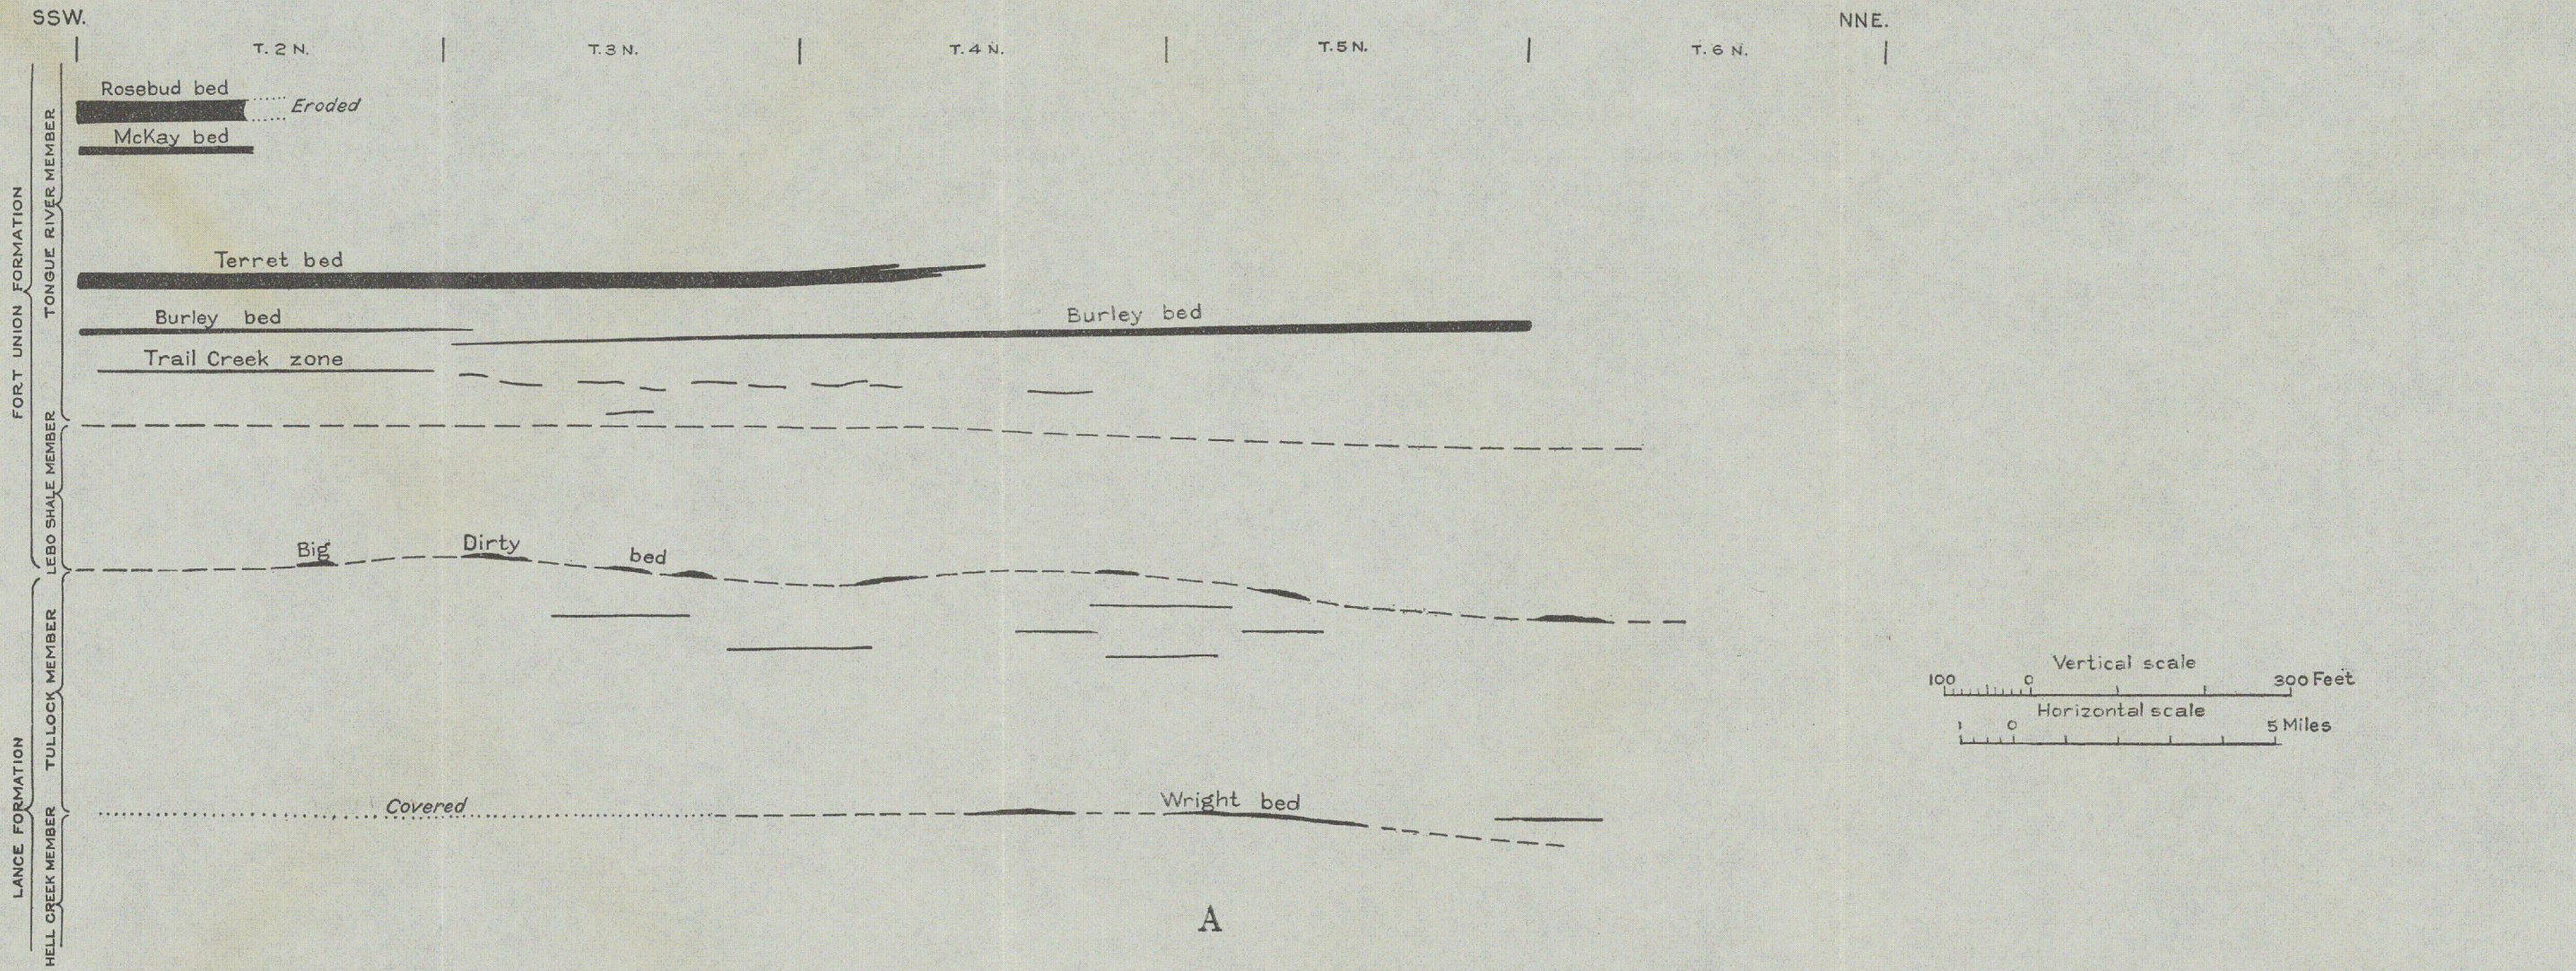 SSW.
NNE.
T. 2 N.
T. 3 N.
T. 4 N.
T. 5 N.
T. 6 N.
Rosebud bed
Eroded
McKay bed
Terret bed
Burley bed
Burley bed
Trail Creek zone
Big Dirty bed
Covered
Wright bed
FORT UNION FORMATION
TONGUE RIVER MEMBER
LEBO SHALE MEMBER
LANCE FORMATION
TULLOCK MEMBER
HELL CREEK MEMBER
Vertical scale
100 0 300 Feet
Horizontal scale
1 0 5 Miles
A